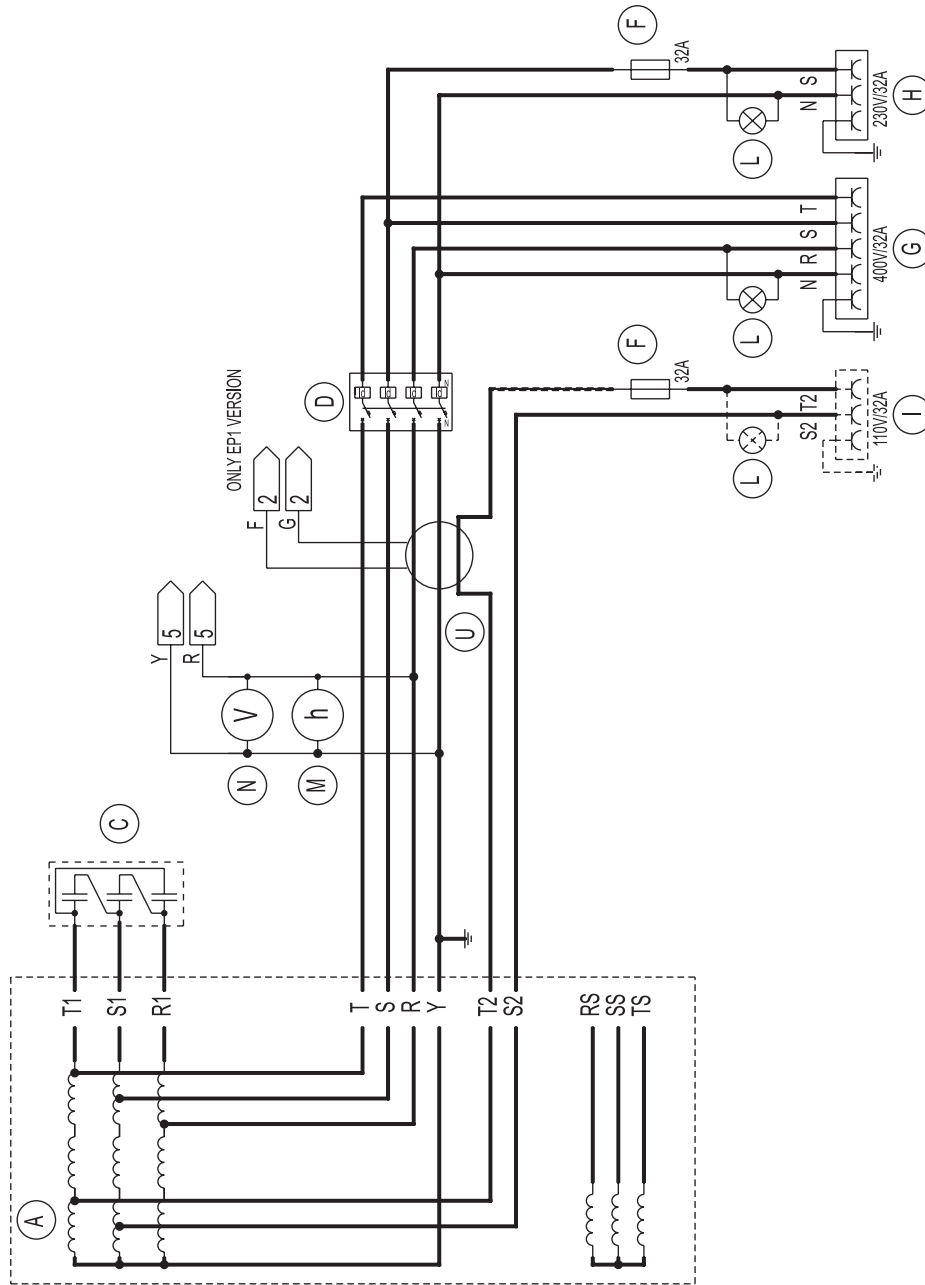 A
T1
S1
R1
T
S
R
Y
T2
S2
RS
SS
TS
C
N
M
V
h
Y
5
R
5
U
F
2
G
2
ONLY EP1 VERSION
D
N
N
F
32A
L
S2
T2
110V/32A
I
L
N
R
S
T
400V/32A
G
F
32A
L
N
S
230V/32A
H